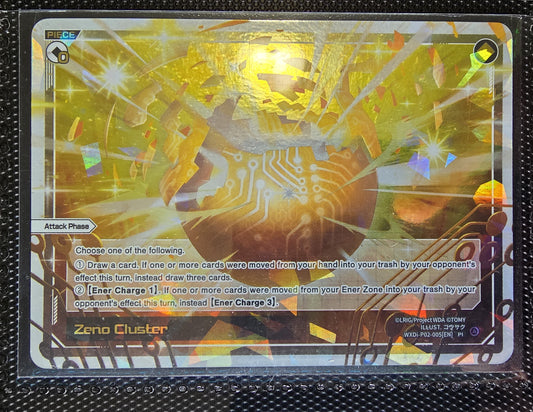 PIECE
0
Attack Phase
Choose one of the following.
① Draw a card. If one or more cards were moved from your hand into your trash by your opponent's
effect this turn, instead draw three cards.
② 【Ener Charge 1】. If one or more cards were moved from your Ener Zone into your trash by your
opponent's effect this turn, instead 【Ener Charge 3】.
Zeno Cluster
©LRIG/Project WDA ©TOMY
ILLUST. コウサク
WXDi-P02-005[EN] PI